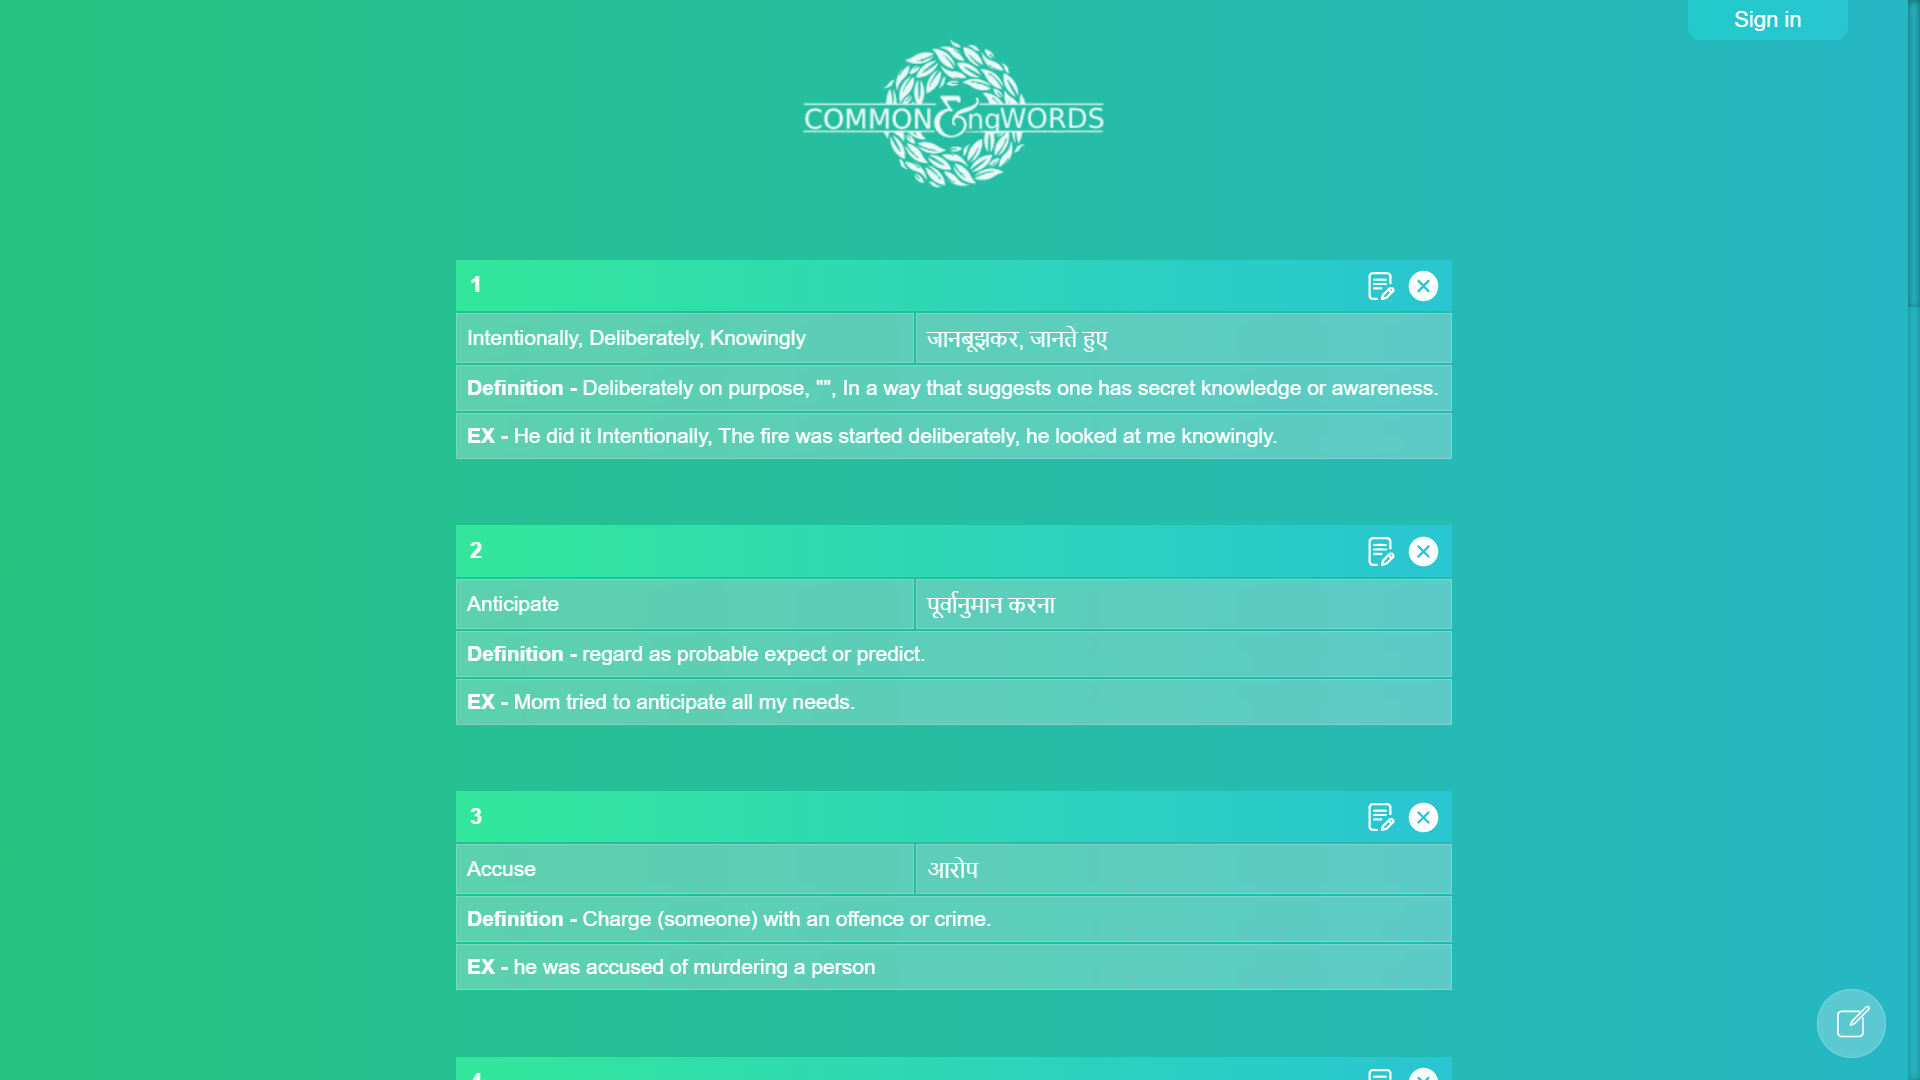 Sign in
COMMON EngWORDS
1
Intentionally, Deliberately, Knowingly
जानबूझकर, जानते हुए
Definition - Deliberately on purpose, "", In a way that suggests one has secret knowledge or awareness.
EX - He did it Intentionally, The fire was started deliberately, he looked at me knowingly.
2
Anticipate
पूर्वानुमान करना
Definition - regard as probable expect or predict.
EX - Mom tried to anticipate all my needs.
3
Accuse
आरोप
Definition - Charge (someone) with an offence or crime.
EX - he was accused of murdering a person